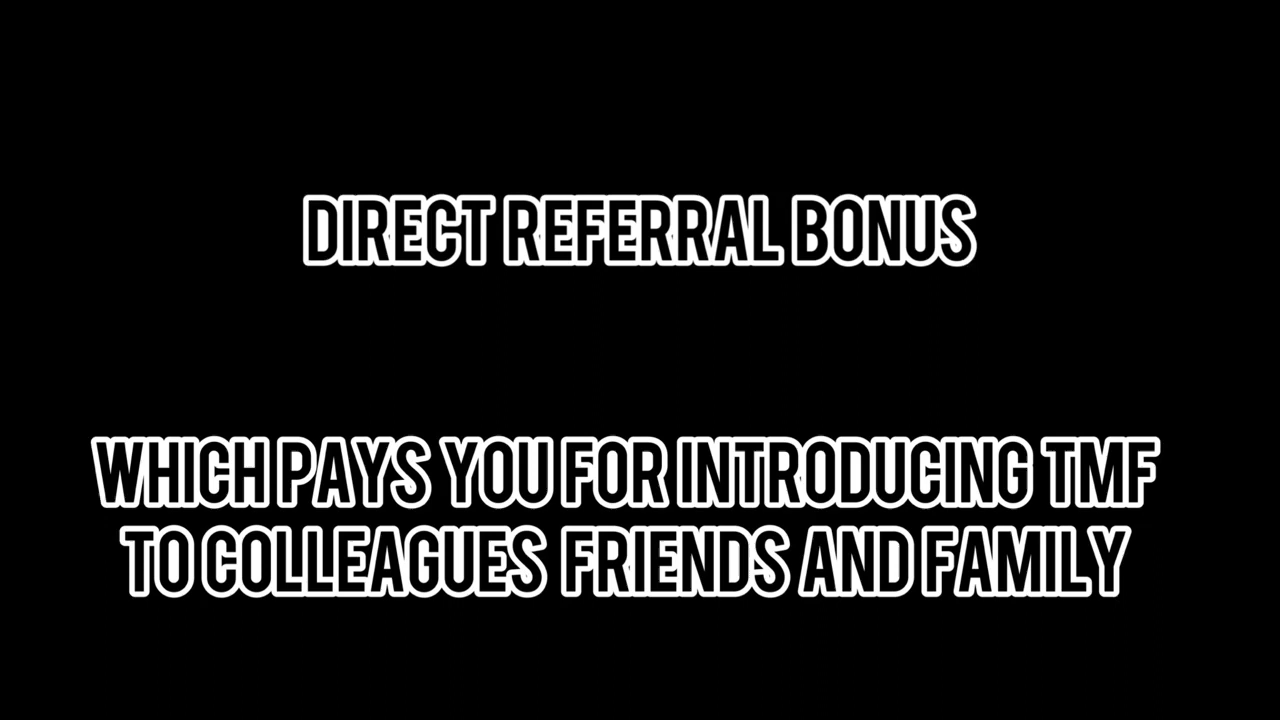 DIRECT REFERRAL BONUS
WHICH PAYS YOU FOR INTRODUCING TMF
TO COLLEAGUES FRIENDS AND FAMILY